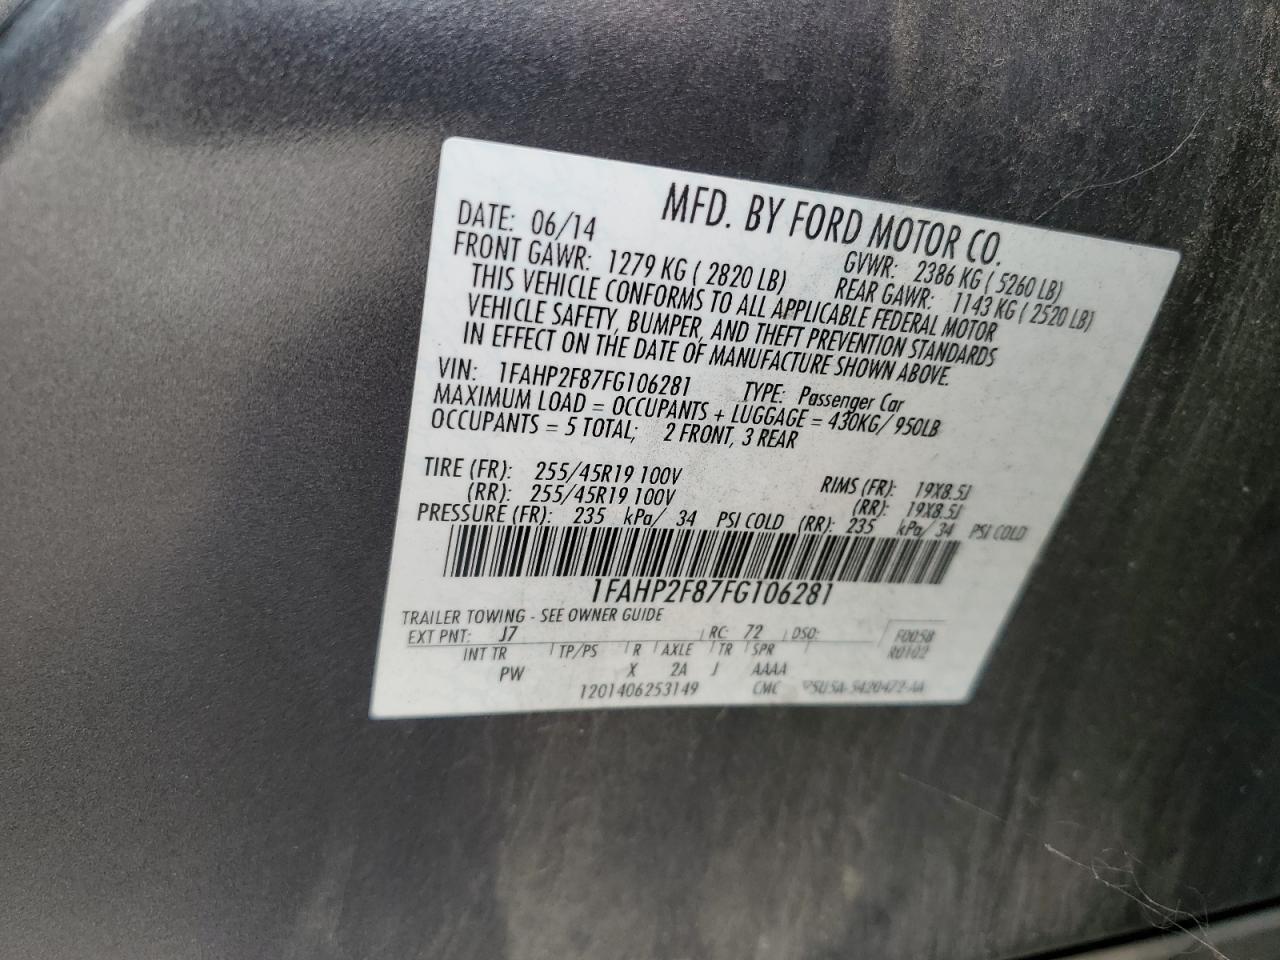 MFD. BY FORD MOTOR CO.
DATE: 06/14 GVWR: 2386 KG ( 5260 LB)
FRONT GAWR: 1279 KG ( 2820 LB) REAR GAWR: 1143 KG ( 2520 LB)
THIS VEHICLE CONFORMS TO ALL APPLICABLE FEDERAL MOTOR
VEHICLE SAFETY, BUMPER, AND THEFT PREVENTION STANDARDS
IN EFFECT ON THE DATE OF MANUFACTURE SHOWN ABOVE.
VIN: 1FAHP2F87FG106281 TYPE: Passenger Car
MAXIMUM LOAD = OCCUPANTS + LUGGAGE = 430KG/ 950LB
OCCUPANTS = 5 TOTAL; 2 FRONT, 3 REAR
TIRE (FR): 255/45R19 100V RIMS (FR): 19X8.5J
(RR): 255/45R19 100V (RR): 19X8.5J
PRESSURE (FR): 235 kPa/ 34 PSI COLD (RR): 235 kPa/ 34 PSI COLD
1FAHP2F87FG106281
TRAILER TOWING - SEE OWNER GUIDE
EXT PNT: J7 RC: 72 DSO: F0058
INT TR TP/PS R AXLE TR SPR R0102
PW X 2A J AAAA
1201406253149 CMC